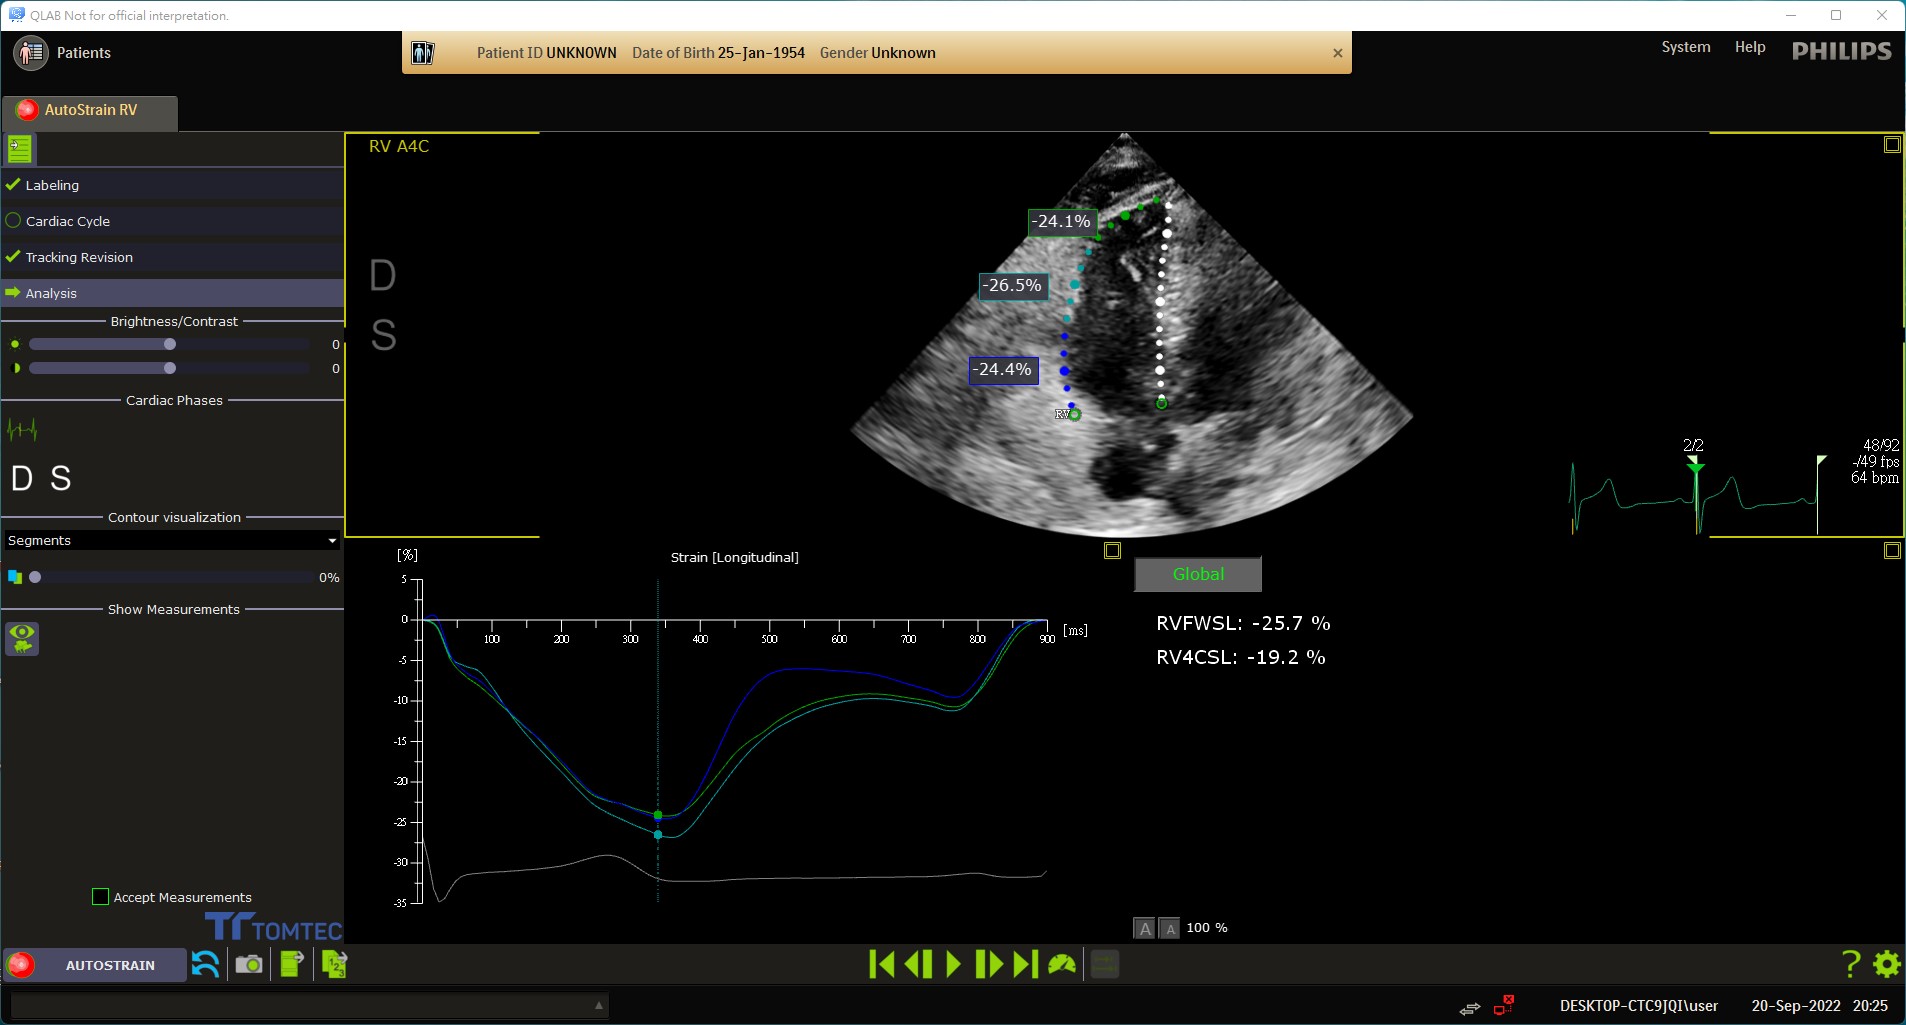 QLAB Not for official interpretation.
Patients
Patient ID UNKNOWN Date of Birth 25-Jan-1954 Gender Unknown
System Help PHILIPS
AutoStrain RV
Labeling
Cardiac Cycle
Tracking Revision
Analysis
Brightness/Contrast
0
0
Cardiac Phases
D S
Contour visualization
Segments
0%
Show Measurements
Accept Measurements
TOMTEC
RV A4C
D
S
-24.1%
-26.5%
-24.4%
RV
2/2
48/92
-/49 fps
64 bpm
[%]
Strain [Longitudinal]
5
0
-5
-10
-15
-20
-25
-30
-35
100 200 300 400 500 600 700 800 900 [ms]
Global
RVFWSL: -25.7 %
RV4CSL: -19.2 %
A A 100 %
AUTOSTRAIN
1 2 3
?
DESKTOP-CTC9JQI\user 20-Sep-2022 20:25